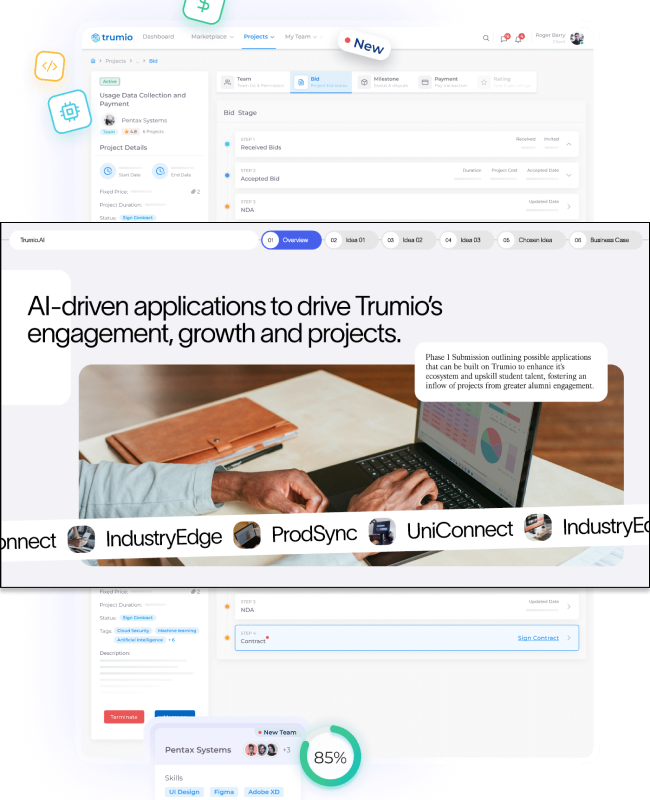 $
trumio
Dashboard
Marketplace
Projects
My Team
New
Roger Berry
</>
Projects > ... > Bid
Active
Usage Data Collection and
Payment
Pentax Systems
Team 4.8 6 Projects
Project Details
Start Date
End Date
Fixed Price:
2
Project Duration:
Status: Sign Contract
Team
Bid
Milestone
Payment
Rating
Bid Stage
STEP 1
Received Bids
Received Invited
STEP 2
Accepted Bid
Duration Project Cost Accepted Date
STEP 3
NDA
Updated Date
Trumio.AI
01 Overview
02 Idea 01
03 Idea 02
04 Idea 03
05 Chosen Idea
06 Business Case
AI-driven applications to drive Trumio's
engagement, growth and projects.
Phase 1 Submission outlining possible applications
that can be built on Trumio to enhance it's
ecosystem and upskill student talent, fostering an
inflow of projects from greater alumni engagement.
onnect IndustryEdge ProdSync UniConnect IndustryEd
Fixed Price:
2
Project Duration:
Status: Sign Contract
Tags: Cloud Security Machine learning
Artificial Intelligence + 6
Description:
Terminate
STEP 3
NDA
Updated Date
STEP 4
Contract
Sign Contract
New Team
Pentax Systems
+3
Skills
UI Design Figma Adobe XD
85%